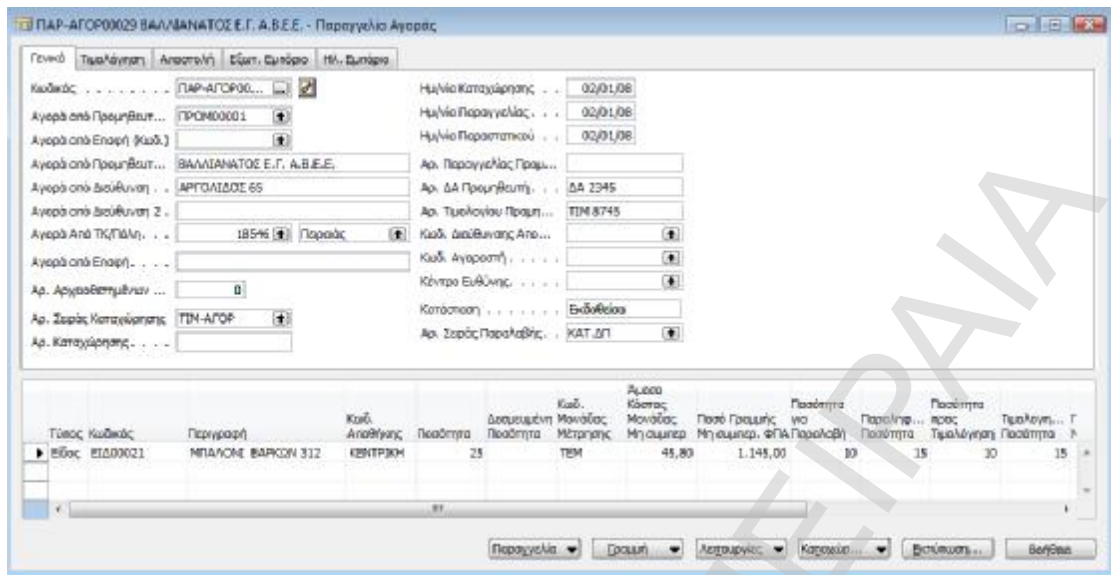 ΠΑΡ-ΑΓΟΡ00029 ΒΑΛΛΙΑΝΑΤΟΣ Ε.Γ. Α.Β.Ε.Ε. - Παραγγελία Αγοράς
Γενικό Τιμολόγηση Αποστολή Εξωτ. Εμπόριο Ηλ. Εμπόριο
Κωδικός . . . . . . . . ΠΑΡ-ΑΓΟΡ00... Ημ/νία Καταχώρησης . . 02/01/08
Αγορά από Προμηθευτ... ΠΡΟΜ00001 Ημ/νία Παραγγελίας. . . 02/01/08
Αγορά από Επαφή (Κωδ.) Ημ/νία Παραστατικού . . 02/01/08
Αγορά από Προμηθευτ... ΒΑΛΛΙΑΝΑΤΟΣ Ε.Γ. Α.Β.Ε.Ε. Αρ. Παραγγελίας Προμ...
Αγορά από Διεύθυνση . . ΑΡΓΟΛΙΔΟΣ 65 Αρ. ΔΑ Προμηθευτή. . . ΔΑ 2345
Αγορά από Διεύθυνση 2 . Αρ. Τιμολογίου Προμη... ΤΙΜ 8745
Αγορά Από ΤΚ/Πόλη. . . 18546 Πειραιάς Κωδ. Διεύθυνσης Απο...
Αγορά από Επαφή. . . . Κωδ. Αγοραστή . . . . .
Αρ. Αρχειοθετημένων ... 0 Κέντρο Ευθύνης. . . . .
Αρ. Σειράς Καταχώρησης ΤΙΜ-ΑΓΟΡ Κατάσταση . . . . . . . Εκδοθείσα
Αρ. Καταχώρησης. . . . . Αρ. Σειράς Παραλαβής. . ΚΑΤ.ΔΠ
Τύπος Κωδικός Περιγραφή Κωδ. Αποθήκης Ποσότητα Δεσμευμένη Ποσότητα Κωδ. Μονάδας Μέτρησης Άμεσο Κόστος Μονάδας Μη συμπερ Ποσό Γραμμής Μη συμπερ. ΦΠΑ Ποσότητα για Παραλαβή Παραληφ... Ποσότητα Ποσότητα προς Τιμολόγηση Τιμολογη... Ποσότητα
Είδος ΕΙΔ00021 ΜΠΑΛΟΝΙ ΒΑΡΚΩΝ 312 ΚΕΝΤΡΙΚΗ 25 ΤΕΜ 45,80 1.145,00 10 15 10 15
Παραγγελία Γραμμή Λειτουργίες Καταχώρ... Εκτύπωση... Βοήθεια
ΠΕΙΡΑΙΑ